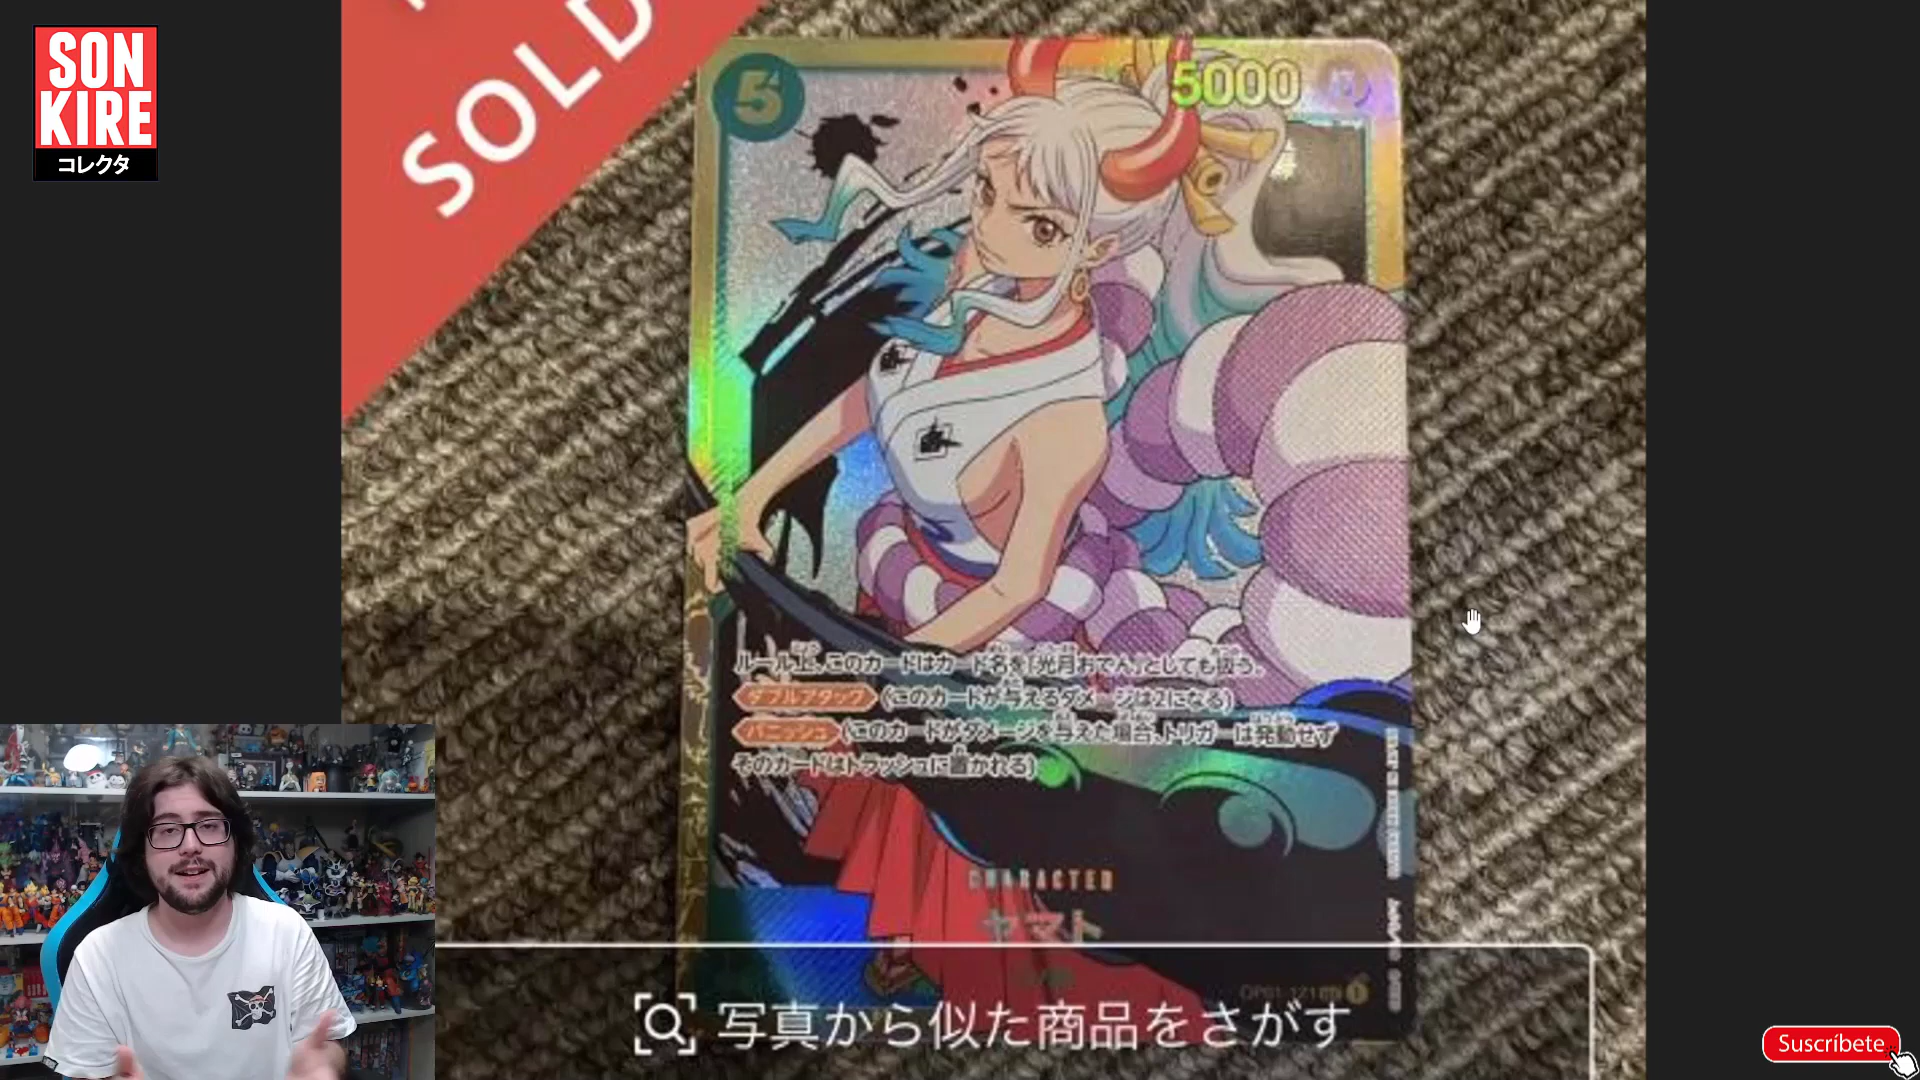 SON
KIRE
コレクタ
SOLD
5
5000
ルール上、このカードはカード名を「光月おでん」としても扱う。
ダブルアタック (このカードが与えるダメージは2になる)
バニッシュ (このカードがダメージを与えた場合、トリガーは発動せず
そのカードはトラッシュに置かれる)
CHARACTER
ヤマト
OP01-121
写真から似た商品をさがす
Suscríbete